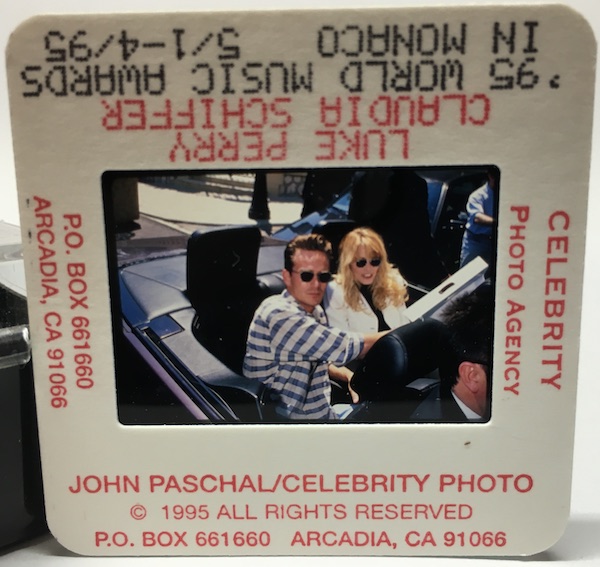 '95 WORLD MUSIC AWARDS
IN MONACO 5/1-4/95
LUKE PERRY
CLAUDIA SCHIFFER
CELEBRITY
PHOTO AGENCY
P.O. BOX 661660
ARCADIA, CA 91066
JOHN PASCHAL/CELEBRITY PHOTO
© 1995 ALL RIGHTS RESERVED
P.O. BOX 661660 ARCADIA, CA 91066